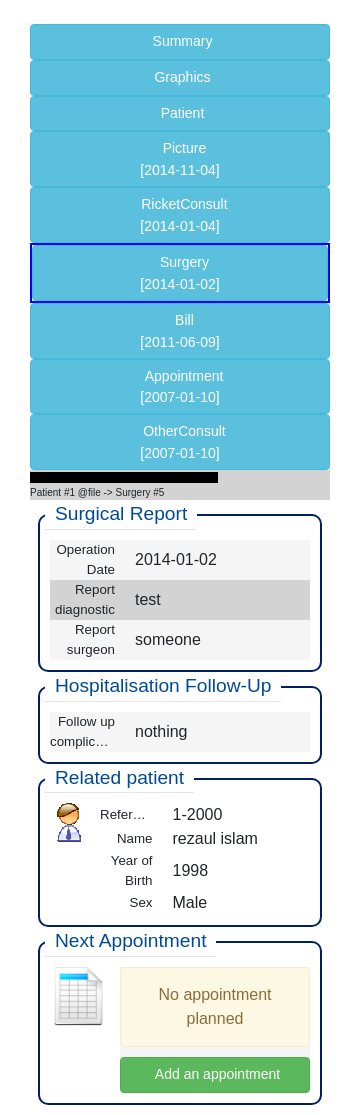 Summary
Graphics
Patient
Picture
[2014-11-04]
RicketConsult
[2014-01-04]
Surgery
[2014-01-02]
Bill
[2011-06-09]
Appointment
[2007-01-10]
OtherConsult
[2007-01-10]
Patient #1 @file -> Surgery #5
Surgical Report
Operation
Date
2014-01-02
Report
diagnostic
test
Report
surgeon
someone
Hospitalisation Follow-Up
Follow up
complic…
nothing
Related patient
Refer… 1-2000
Name rezaul islam
Year of
Birth
1998
Sex Male
Next Appointment
No appointment
planned
Add an appointment